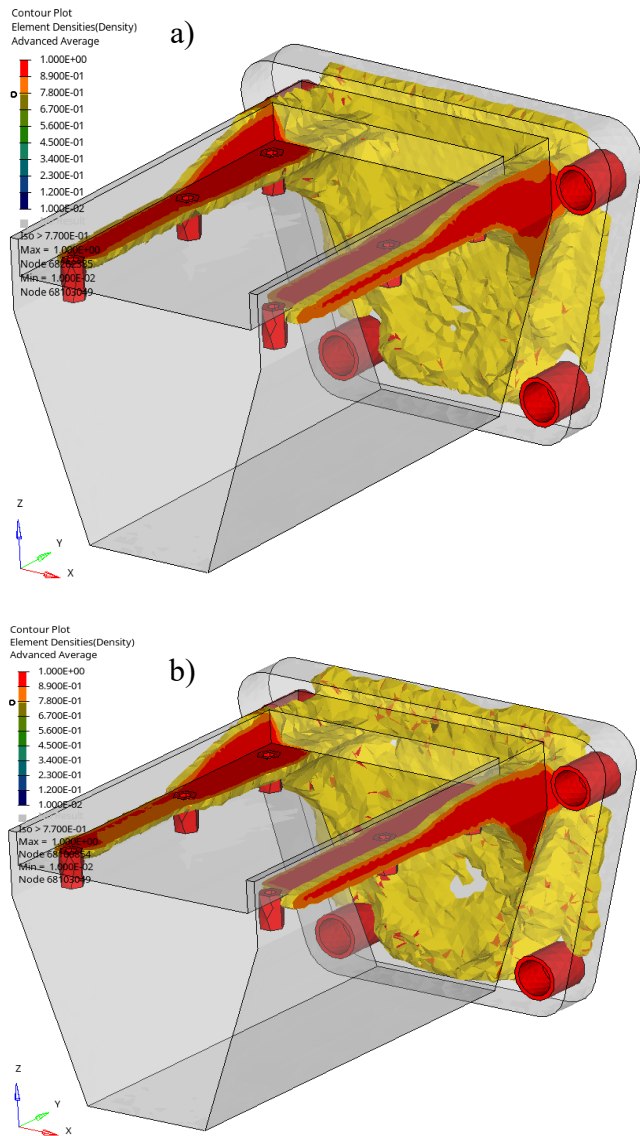 Contour Plot
Element Densities(Density)
Advanced Average
a)
1.000E+00
8.900E-01
7.800E-01
6.700E-01
5.600E-01
4.500E-01
3.400E-01
2.300E-01
1.200E-01
1.000E-02
Iso > 7.700E-01
Max = 1.000E+00
Node
Min = 1.000E-02
Node 68103049
Z
Y
X
Contour Plot
Element Densities(Density)
Advanced Average
b)
1.000E+00
8.900E-01
7.800E-01
6.700E-01
5.600E-01
4.500E-01
3.400E-01
2.300E-01
1.200E-01
1.000E-02
Iso > 7.700E-01
Max = 1.000E+00
Node
Min = 1.000E-02
Node 68103049
Z
Y
X